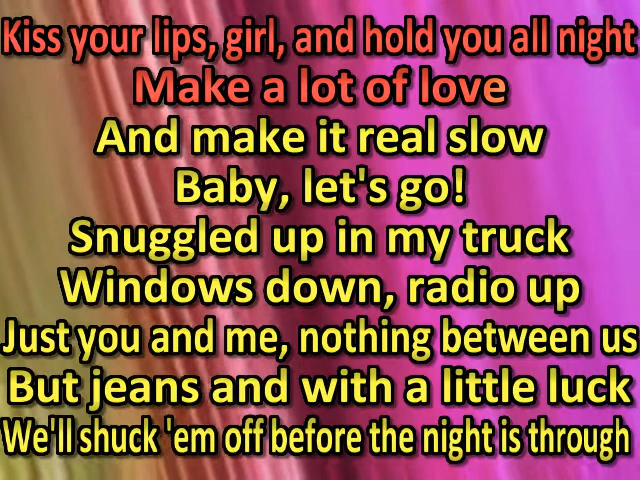 Kiss your lips, girl, and hold you all night
Make a lot of love
And make it real slow
Baby, let's go!
Snuggled up in my truck
Windows down, radio up
Just you and me, nothing between us
But jeans and with a little luck
We'll shuck 'em off before the night is through